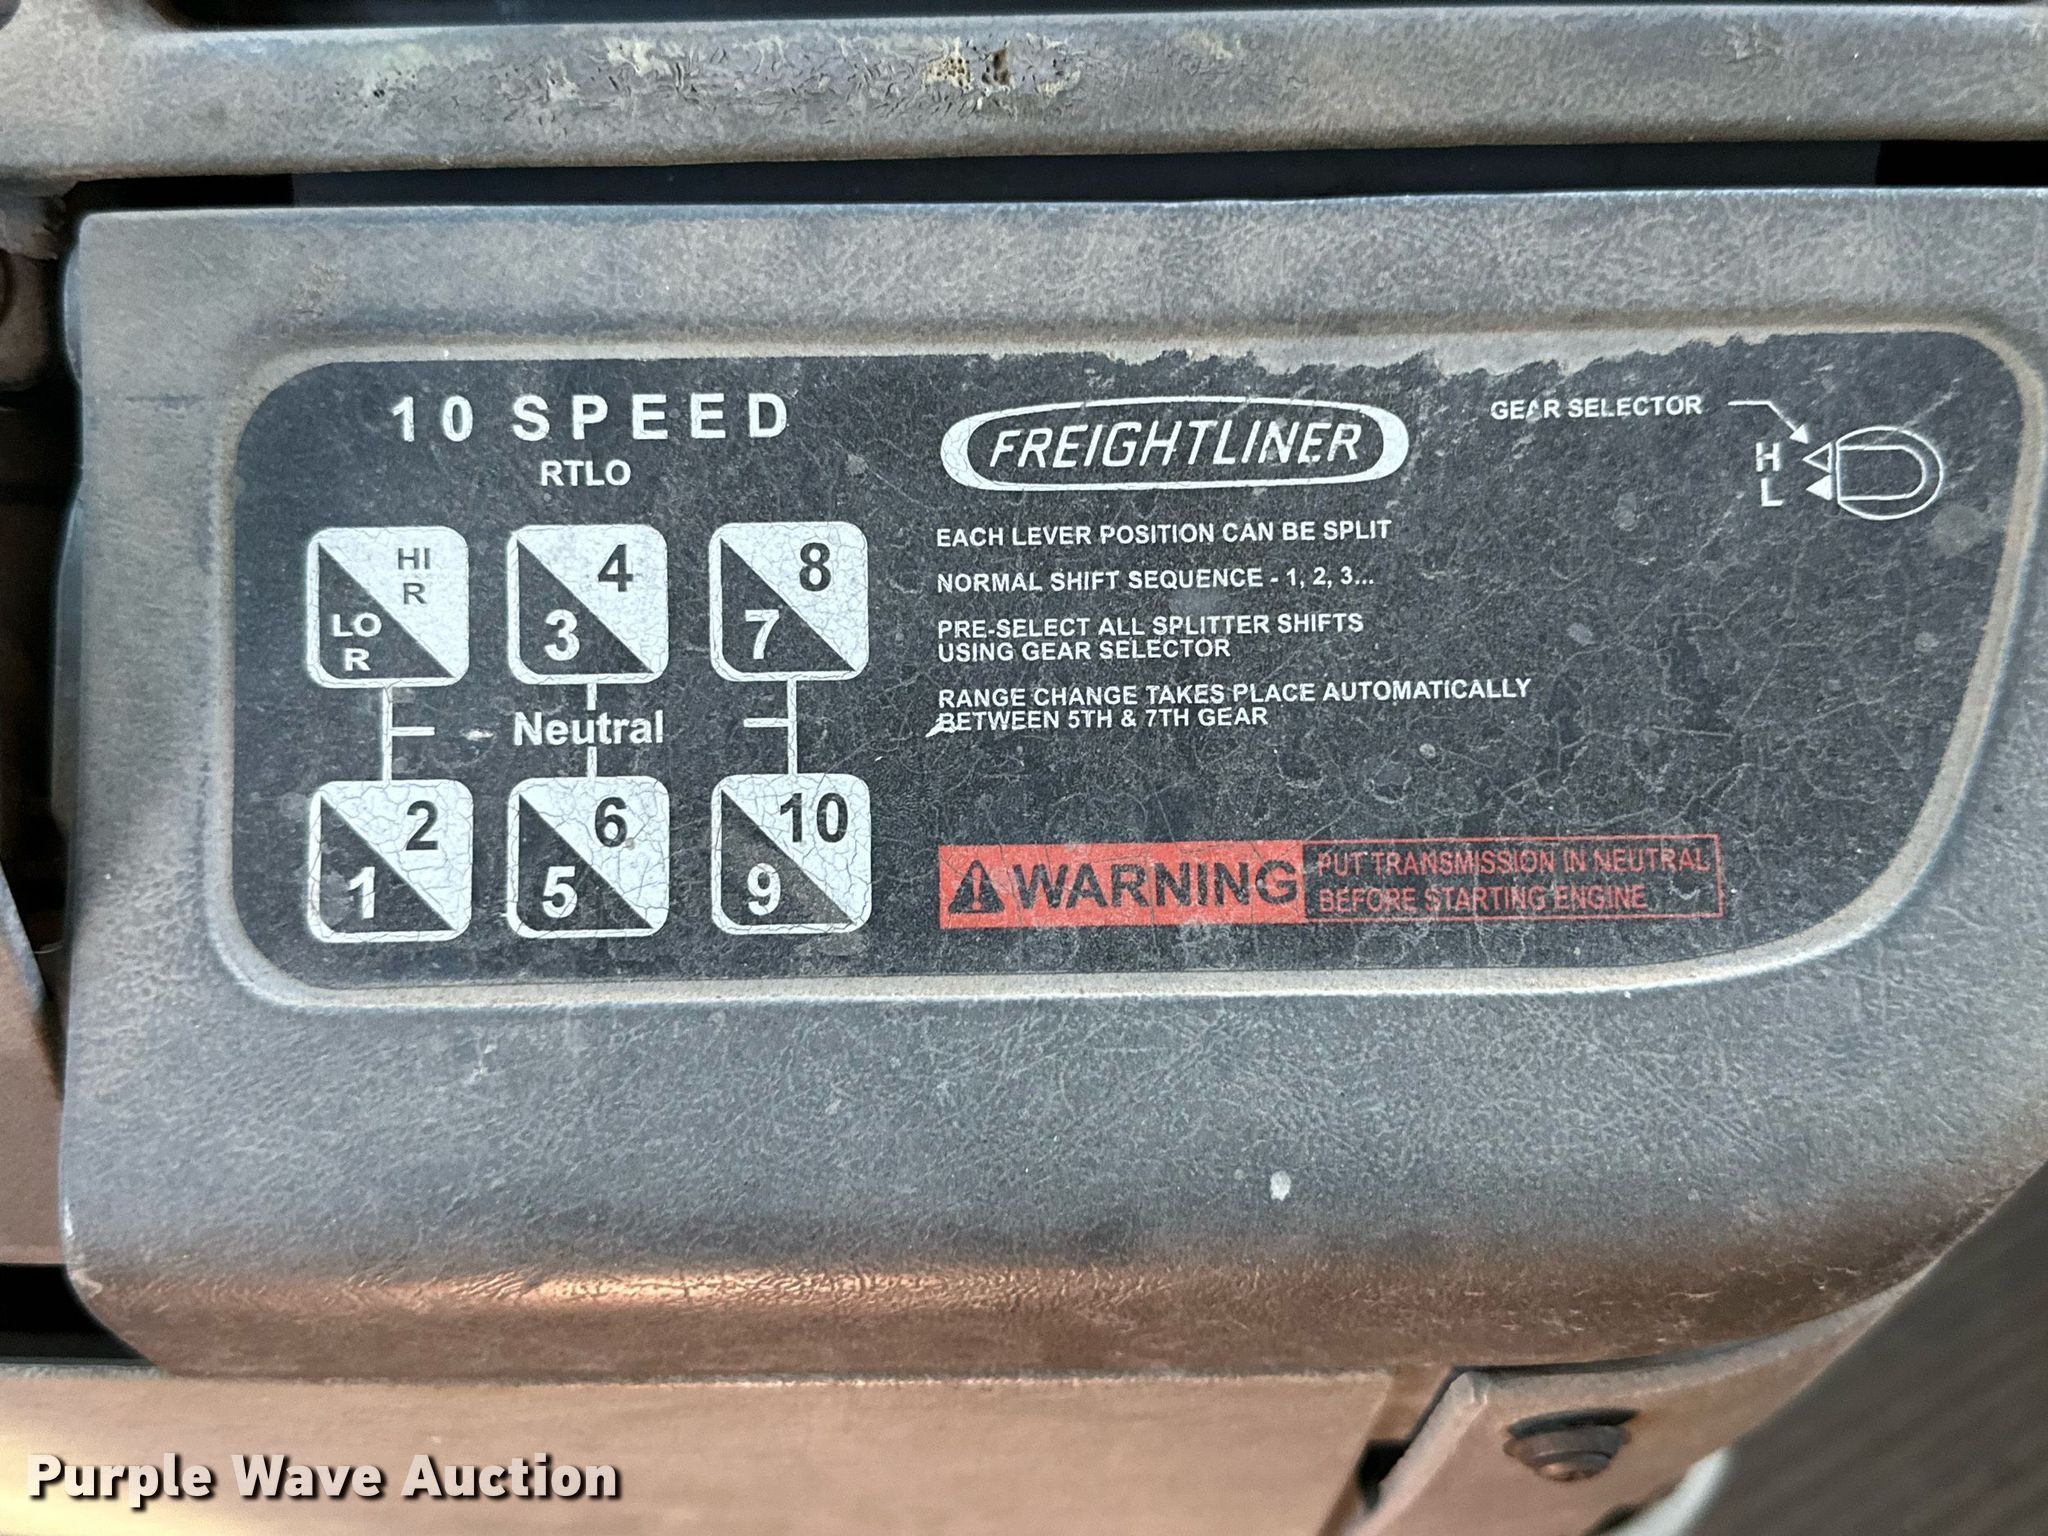 10 SPEED
RTLO
HI
R
LO
R
4
3
8
7
Neutral
2
1
6
5
10
9
FREIGHTLINER
EACH LEVER POSITION CAN BE SPLIT
NORMAL SHIFT SEQUENCE - 1, 2, 3...
PRE-SELECT ALL SPLITTER SHIFTS
USING GEAR SELECTOR
RANGE CHANGE TAKES PLACE AUTOMATICALLY
BETWEEN 5TH & 7TH GEAR
GEAR SELECTOR
H
L
WARNING
PUT TRANSMISSION IN NEUTRAL
BEFORE STARTING ENGINE
Purple Wave Auction